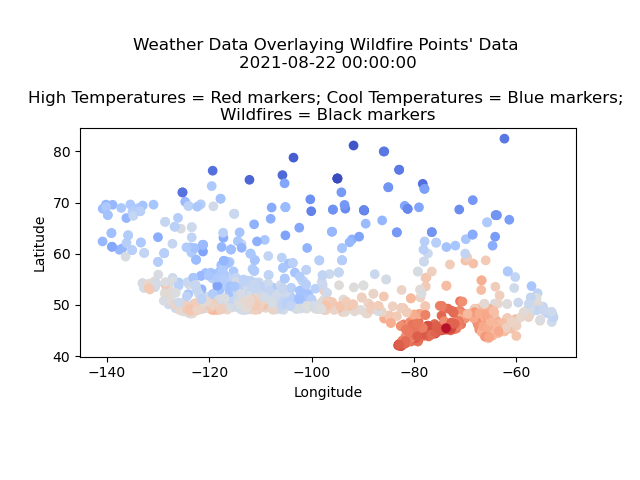 Weather Data Overlaying Wildfire Points' Data
2021-08-22 00:00:00
High Temperatures = Red markers; Cool Temperatures = Blue markers;
Wildfires = Black markers
80
70
60
50
40
Latitude
−140 −120 −100 −80 −60
Longitude